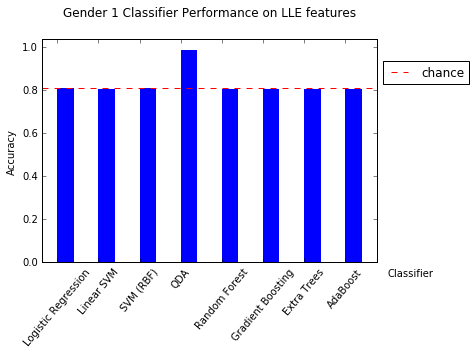 Gender 1 Classifier Performance on LLE features
1.0
0.8
0.6
0.4
0.2
0.0
Accuracy
chance
Logistic Regression
Linear SVM
SVM (RBF)
QDA
Random Forest
Gradient Boosting
Extra Trees
AdaBoost
Classifier